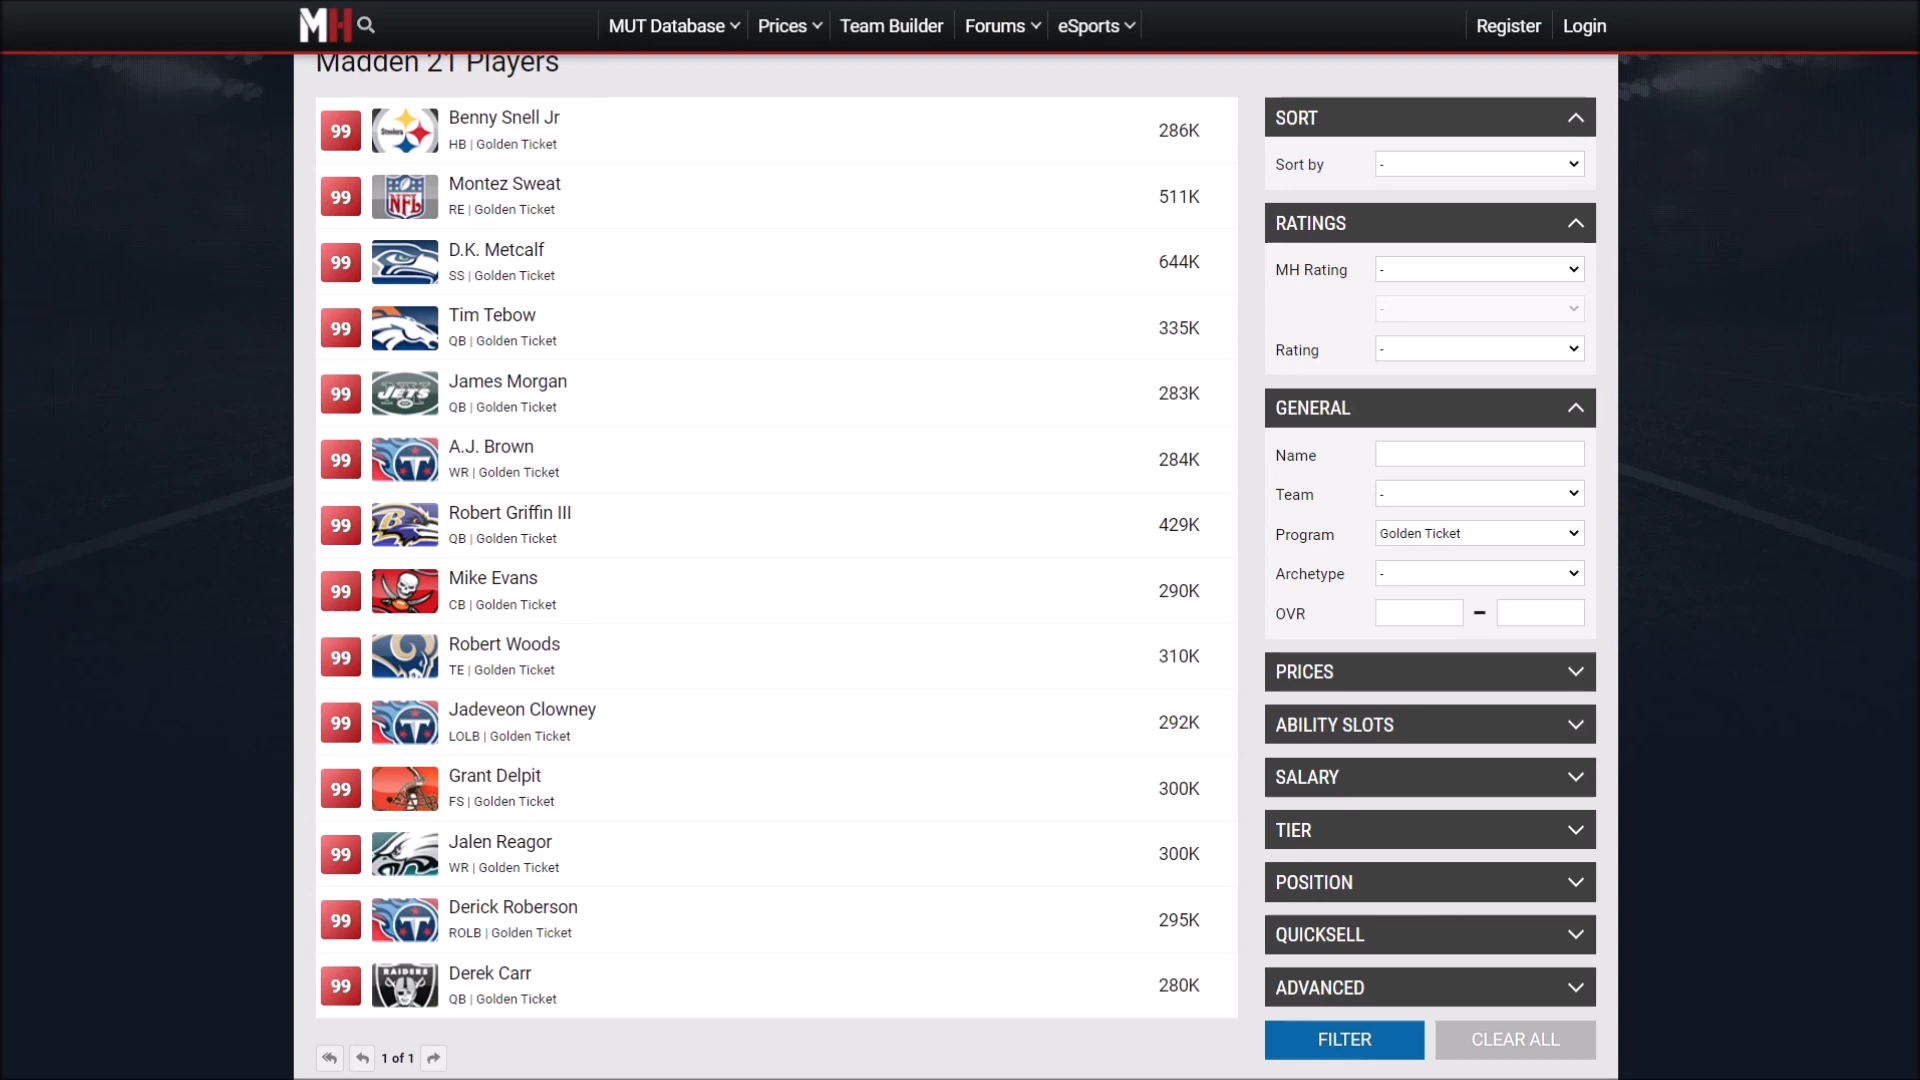 MH
MUT Database
Prices
Team Builder
Forums
eSports
Register
Login
Madden 21 Players
99
Steelers
Benny Snell Jr
HB | Golden Ticket
286K
99
NFL
Montez Sweat
RE | Golden Ticket
511K
99
D.K. Metcalf
SS | Golden Ticket
644K
99
Tim Tebow
QB | Golden Ticket
335K
99
JETS
James Morgan
QB | Golden Ticket
283K
99
T
A.J. Brown
WR | Golden Ticket
284K
99
B
Robert Griffin III
QB | Golden Ticket
429K
99
Mike Evans
CB | Golden Ticket
290K
99
Robert Woods
TE | Golden Ticket
310K
99
T
Jadeveon Clowney
LOLB | Golden Ticket
292K
99
Grant Delpit
FS | Golden Ticket
300K
99
Jalen Reagor
WR | Golden Ticket
300K
99
T
Derick Roberson
ROLB | Golden Ticket
295K
99
RAIDERS
Derek Carr
QB | Golden Ticket
280K
1 of 1
SORT
Sort by
-
RATINGS
MH Rating
-
-
Rating
-
GENERAL
Name
Team
-
Program
Golden Ticket
Archetype
-
OVR
–
PRICES
ABILITY SLOTS
SALARY
TIER
POSITION
QUICKSELL
ADVANCED
FILTER
CLEAR ALL